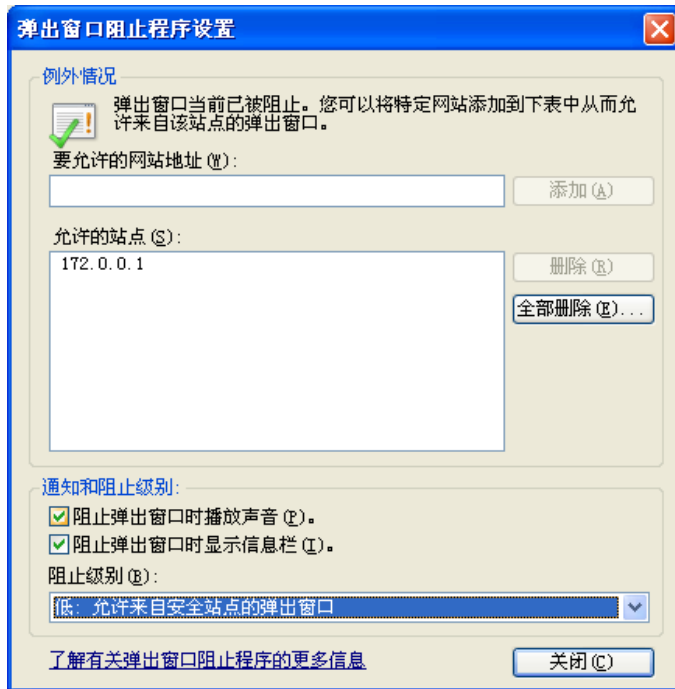 弹出窗口阻止程序设置
例外情况
弹出窗口当前已被阻止。您可以将特定网站添加到下表中从而允
许来自该站点的弹出窗口。
要允许的网站地址(W):
添加(A)
允许的站点(S):
172.0.0.1
删除(R)
全部删除(E)...
通知和阻止级别:
阻止弹出窗口时播放声音(P)。
阻止弹出窗口时显示信息栏(I)。
阻止级别(B):
低: 允许来自安全站点的弹出窗口
了解有关弹出窗口阻止程序的更多信息
关闭(C)